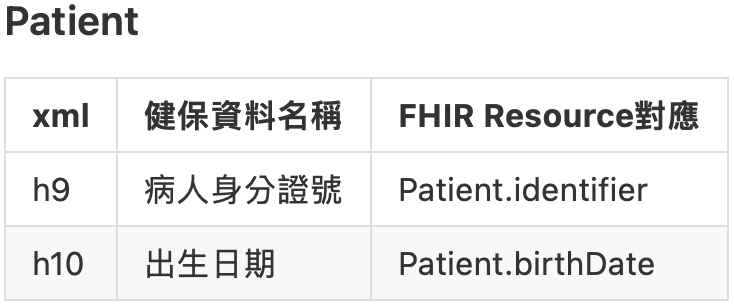 Patient
xml 健保資料名稱 FHIR Resource對應
h9 病人身分證號 Patient.identifier
h10 出生日期 Patient.birthDate